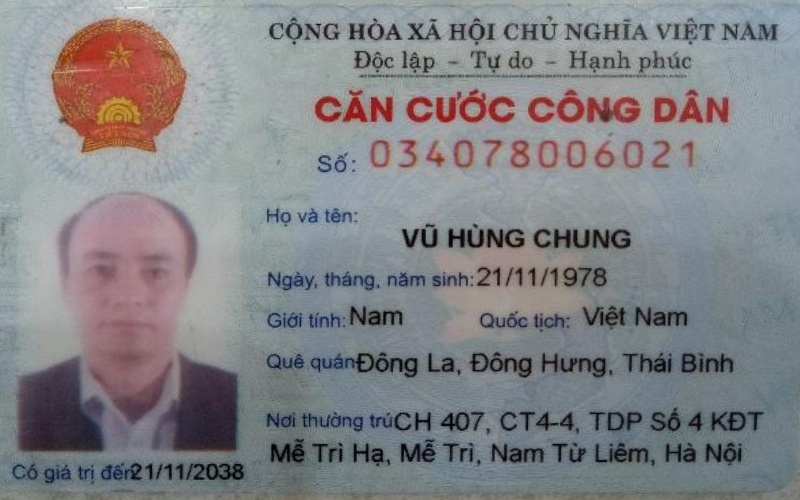 CỘNG HÒA XÃ HỘI CHỦ NGHĨA VIỆT NAM
Độc lập - Tự do - Hạnh phúc
CĂN CƯỚC CÔNG DÂN
Số: 034078006021
Họ và tên:
VŨ HÙNG CHUNG
Ngày, tháng, năm sinh: 21/11/1978
Giới tính: Nam Quốc tịch: Việt Nam
Quê quán Đông La, Đông Hưng, Thái Bình
Nơi thường trú CH 407, CT4-4, TDP Số 4 KĐT
Mễ Trì Hạ, Mễ Trì, Nam Từ Liêm, Hà Nội
Có giá trị đến 21/11/2038